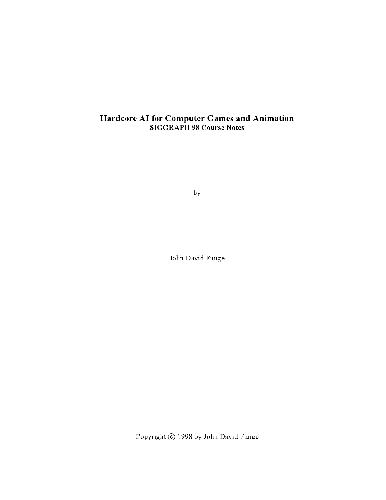 Hardcore AI for Computer Games and Animation
SIGGRAPH 98 Course Notes
by
John David Funge
Copyright © 1998 by John David Funge